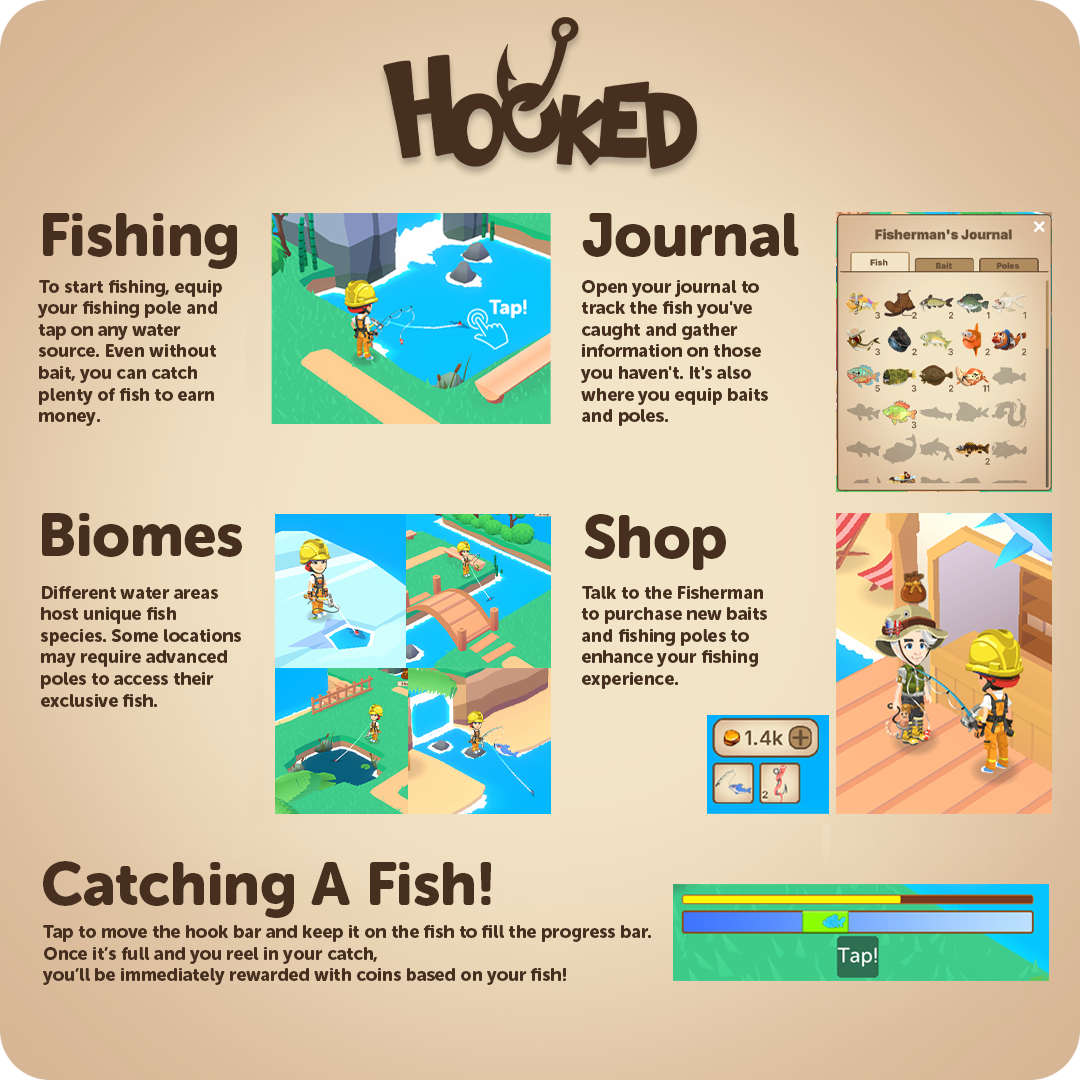 HOOKED
Fishing
To start fishing, equip
your fishing pole and
tap on any water
source. Even without
bait, you can catch
plenty of fish to earn
money.
Tap!
Journal
Open your journal to
track the fish you've
caught and gather
information on those
you haven't. It's also
where you equip baits
and poles.
Fisherman's Journal
Fish
Bait
Poles
3 2 2 1 1
3 2 3 2 2
5 3 2 11
3
2
Biomes
Different water areas
host unique fish
species. Some locations
may require advanced
poles to access their
exclusive fish.
Shop
Talk to the Fisherman
to purchase new baits
and fishing poles to
enhance your fishing
experience.
1.4k
2
Catching A Fish!
Tap to move the hook bar and keep it on the fish to fill the progress bar.
Once it's full and you reel in your catch,
you'll be immediately rewarded with coins based on your fish!
Tap!